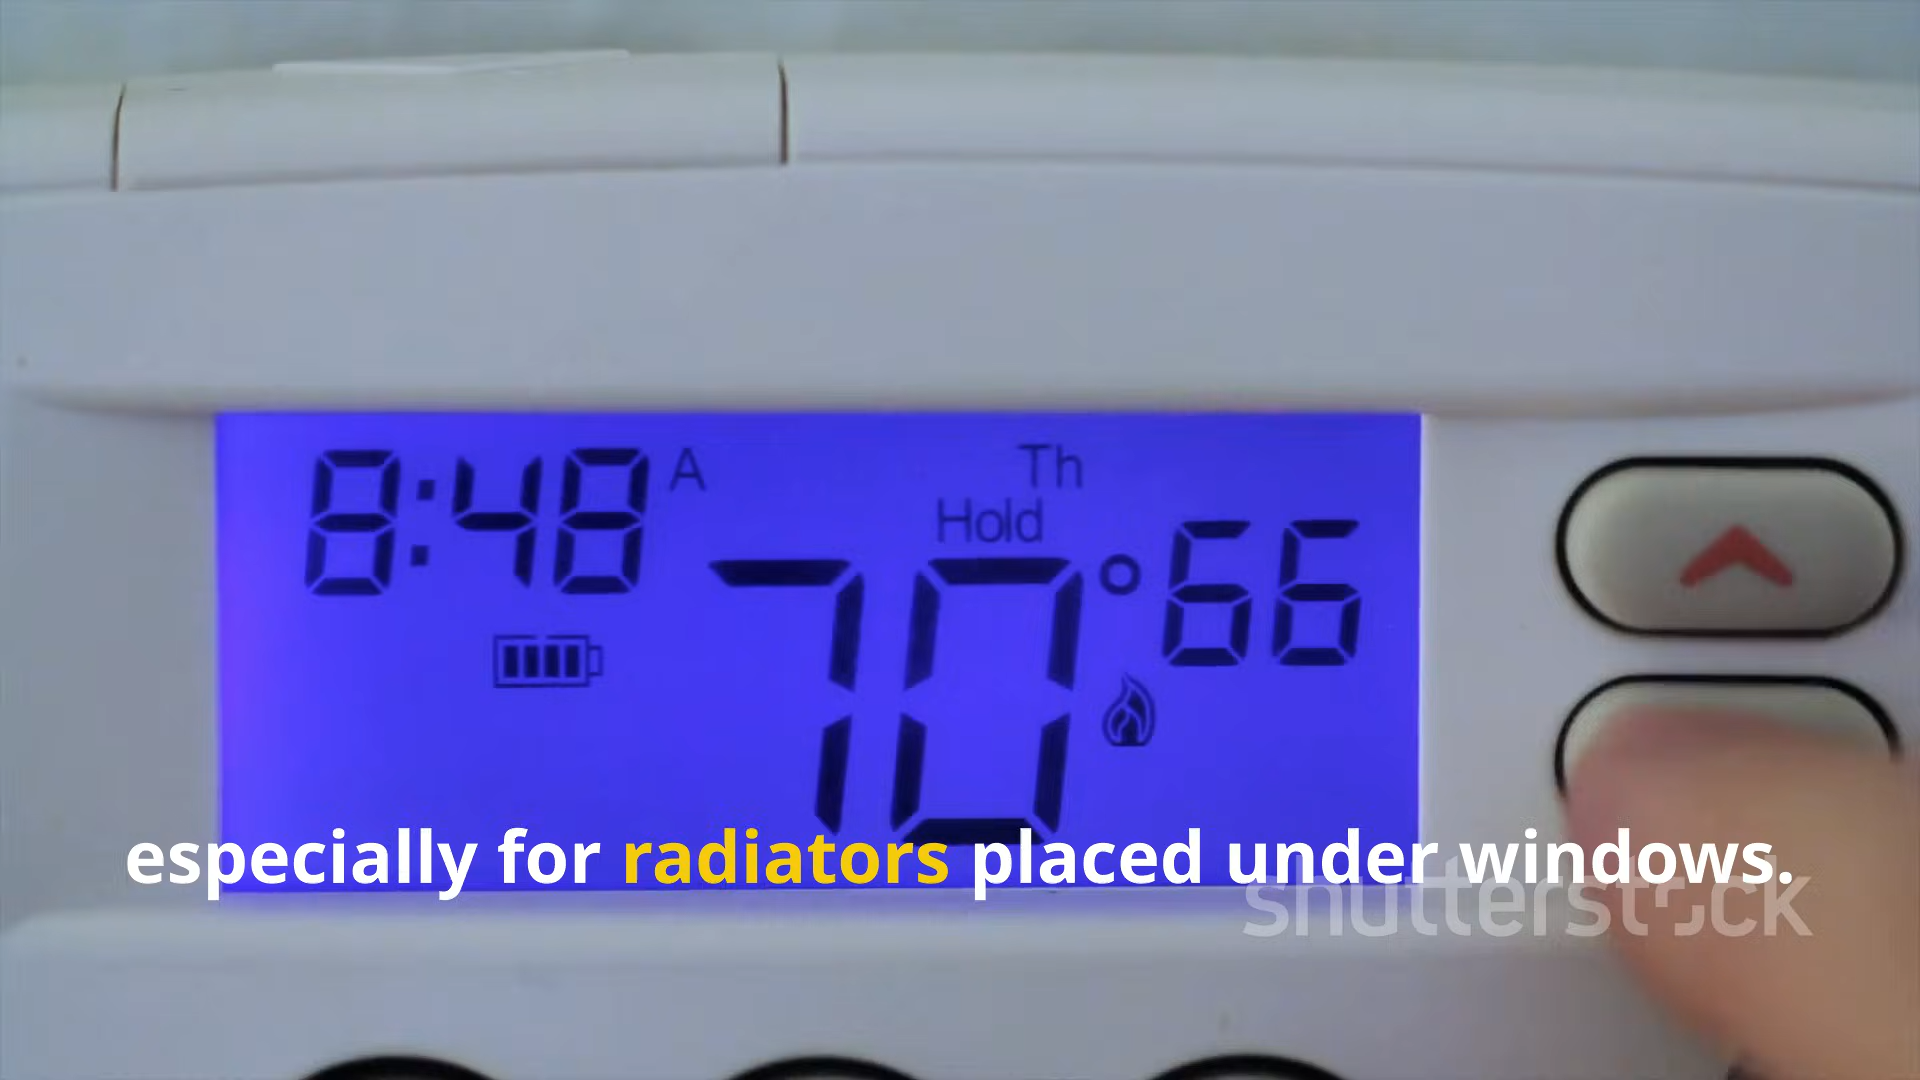 8:48 A
Th
Hold
70° 66
especially for radiators placed under windows.
shutterstock